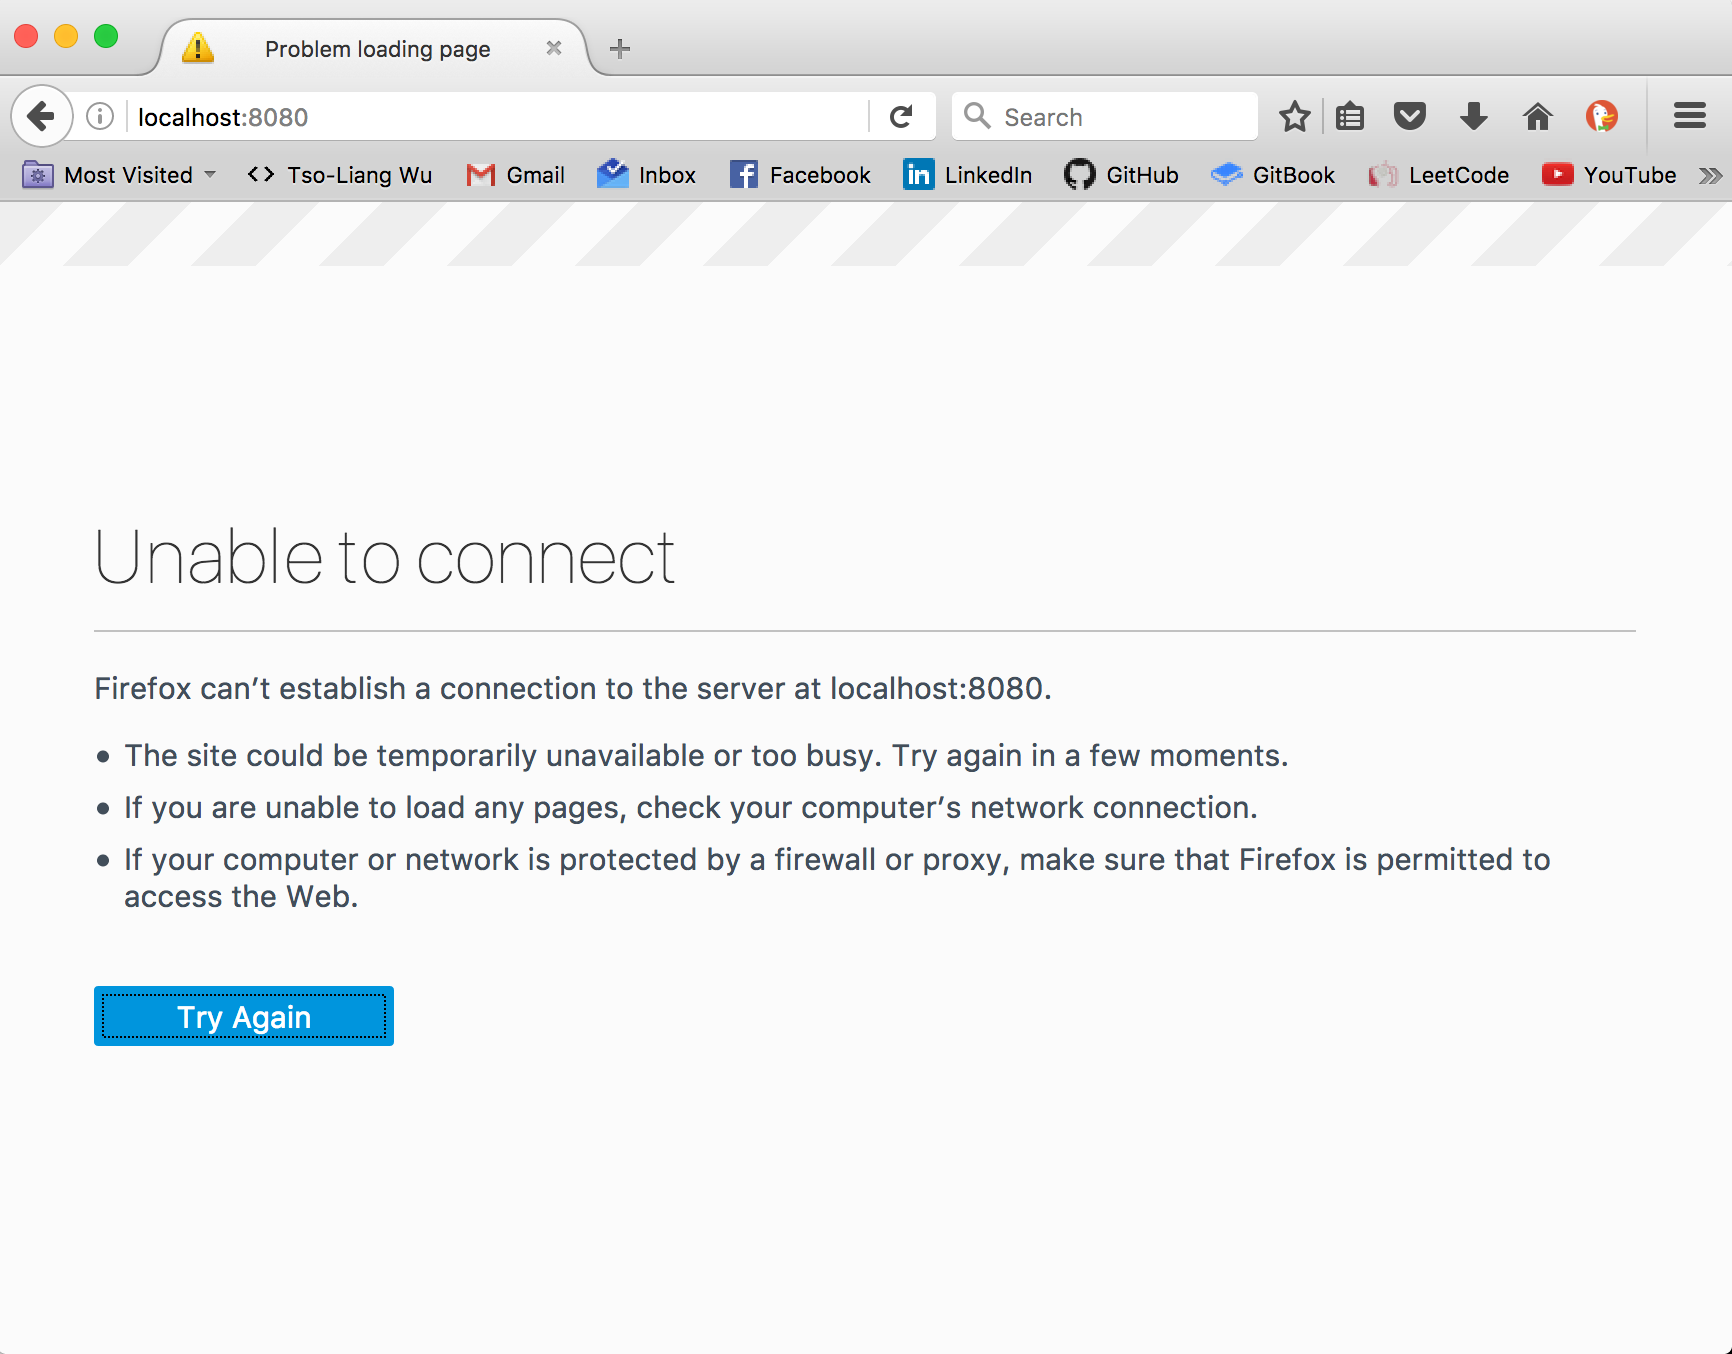 Problem loading page
localhost:8080
Search
Most Visited
Tso-Liang Wu
Gmail
Inbox
Facebook
LinkedIn
GitHub
GitBook
LeetCode
YouTube
Unable to connect
Firefox can’t establish a connection to the server at localhost:8080.
The site could be temporarily unavailable or too busy. Try again in a few moments.
If you are unable to load any pages, check your computer’s network connection.
If your computer or network is protected by a firewall or proxy, make sure that Firefox is permitted to
access the Web.
Try Again